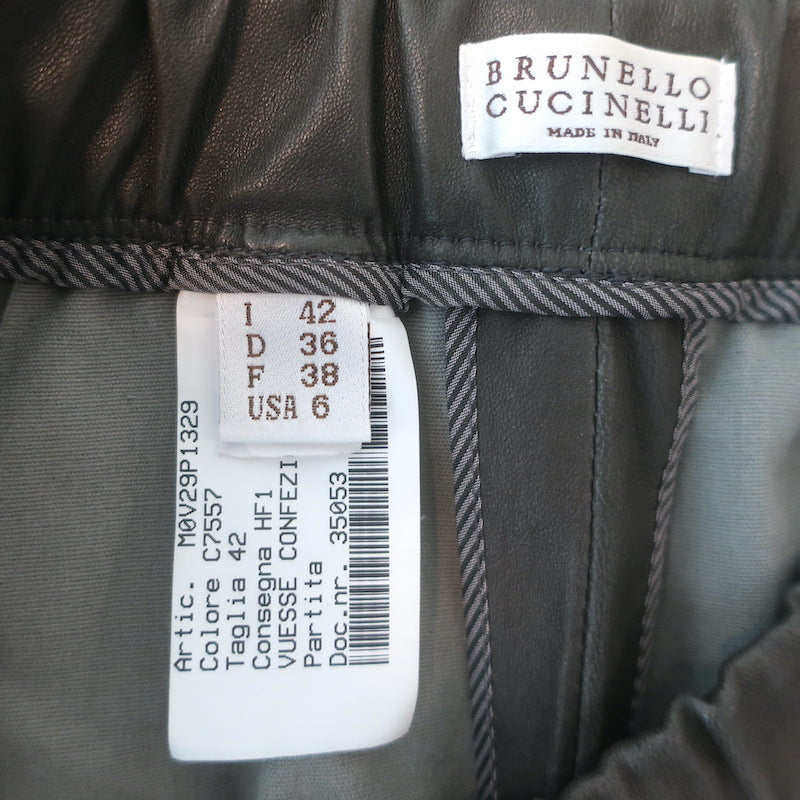 BRUNELLO
CUCINELLI
MADE IN ITALY
I 42
D 36
F 38
USA 6
Artic. M0V29P1329
Colore C7557
Taglia 42
Consegna HF1
VUESSE CONFEZI
Partita
Doc.nr. 35053